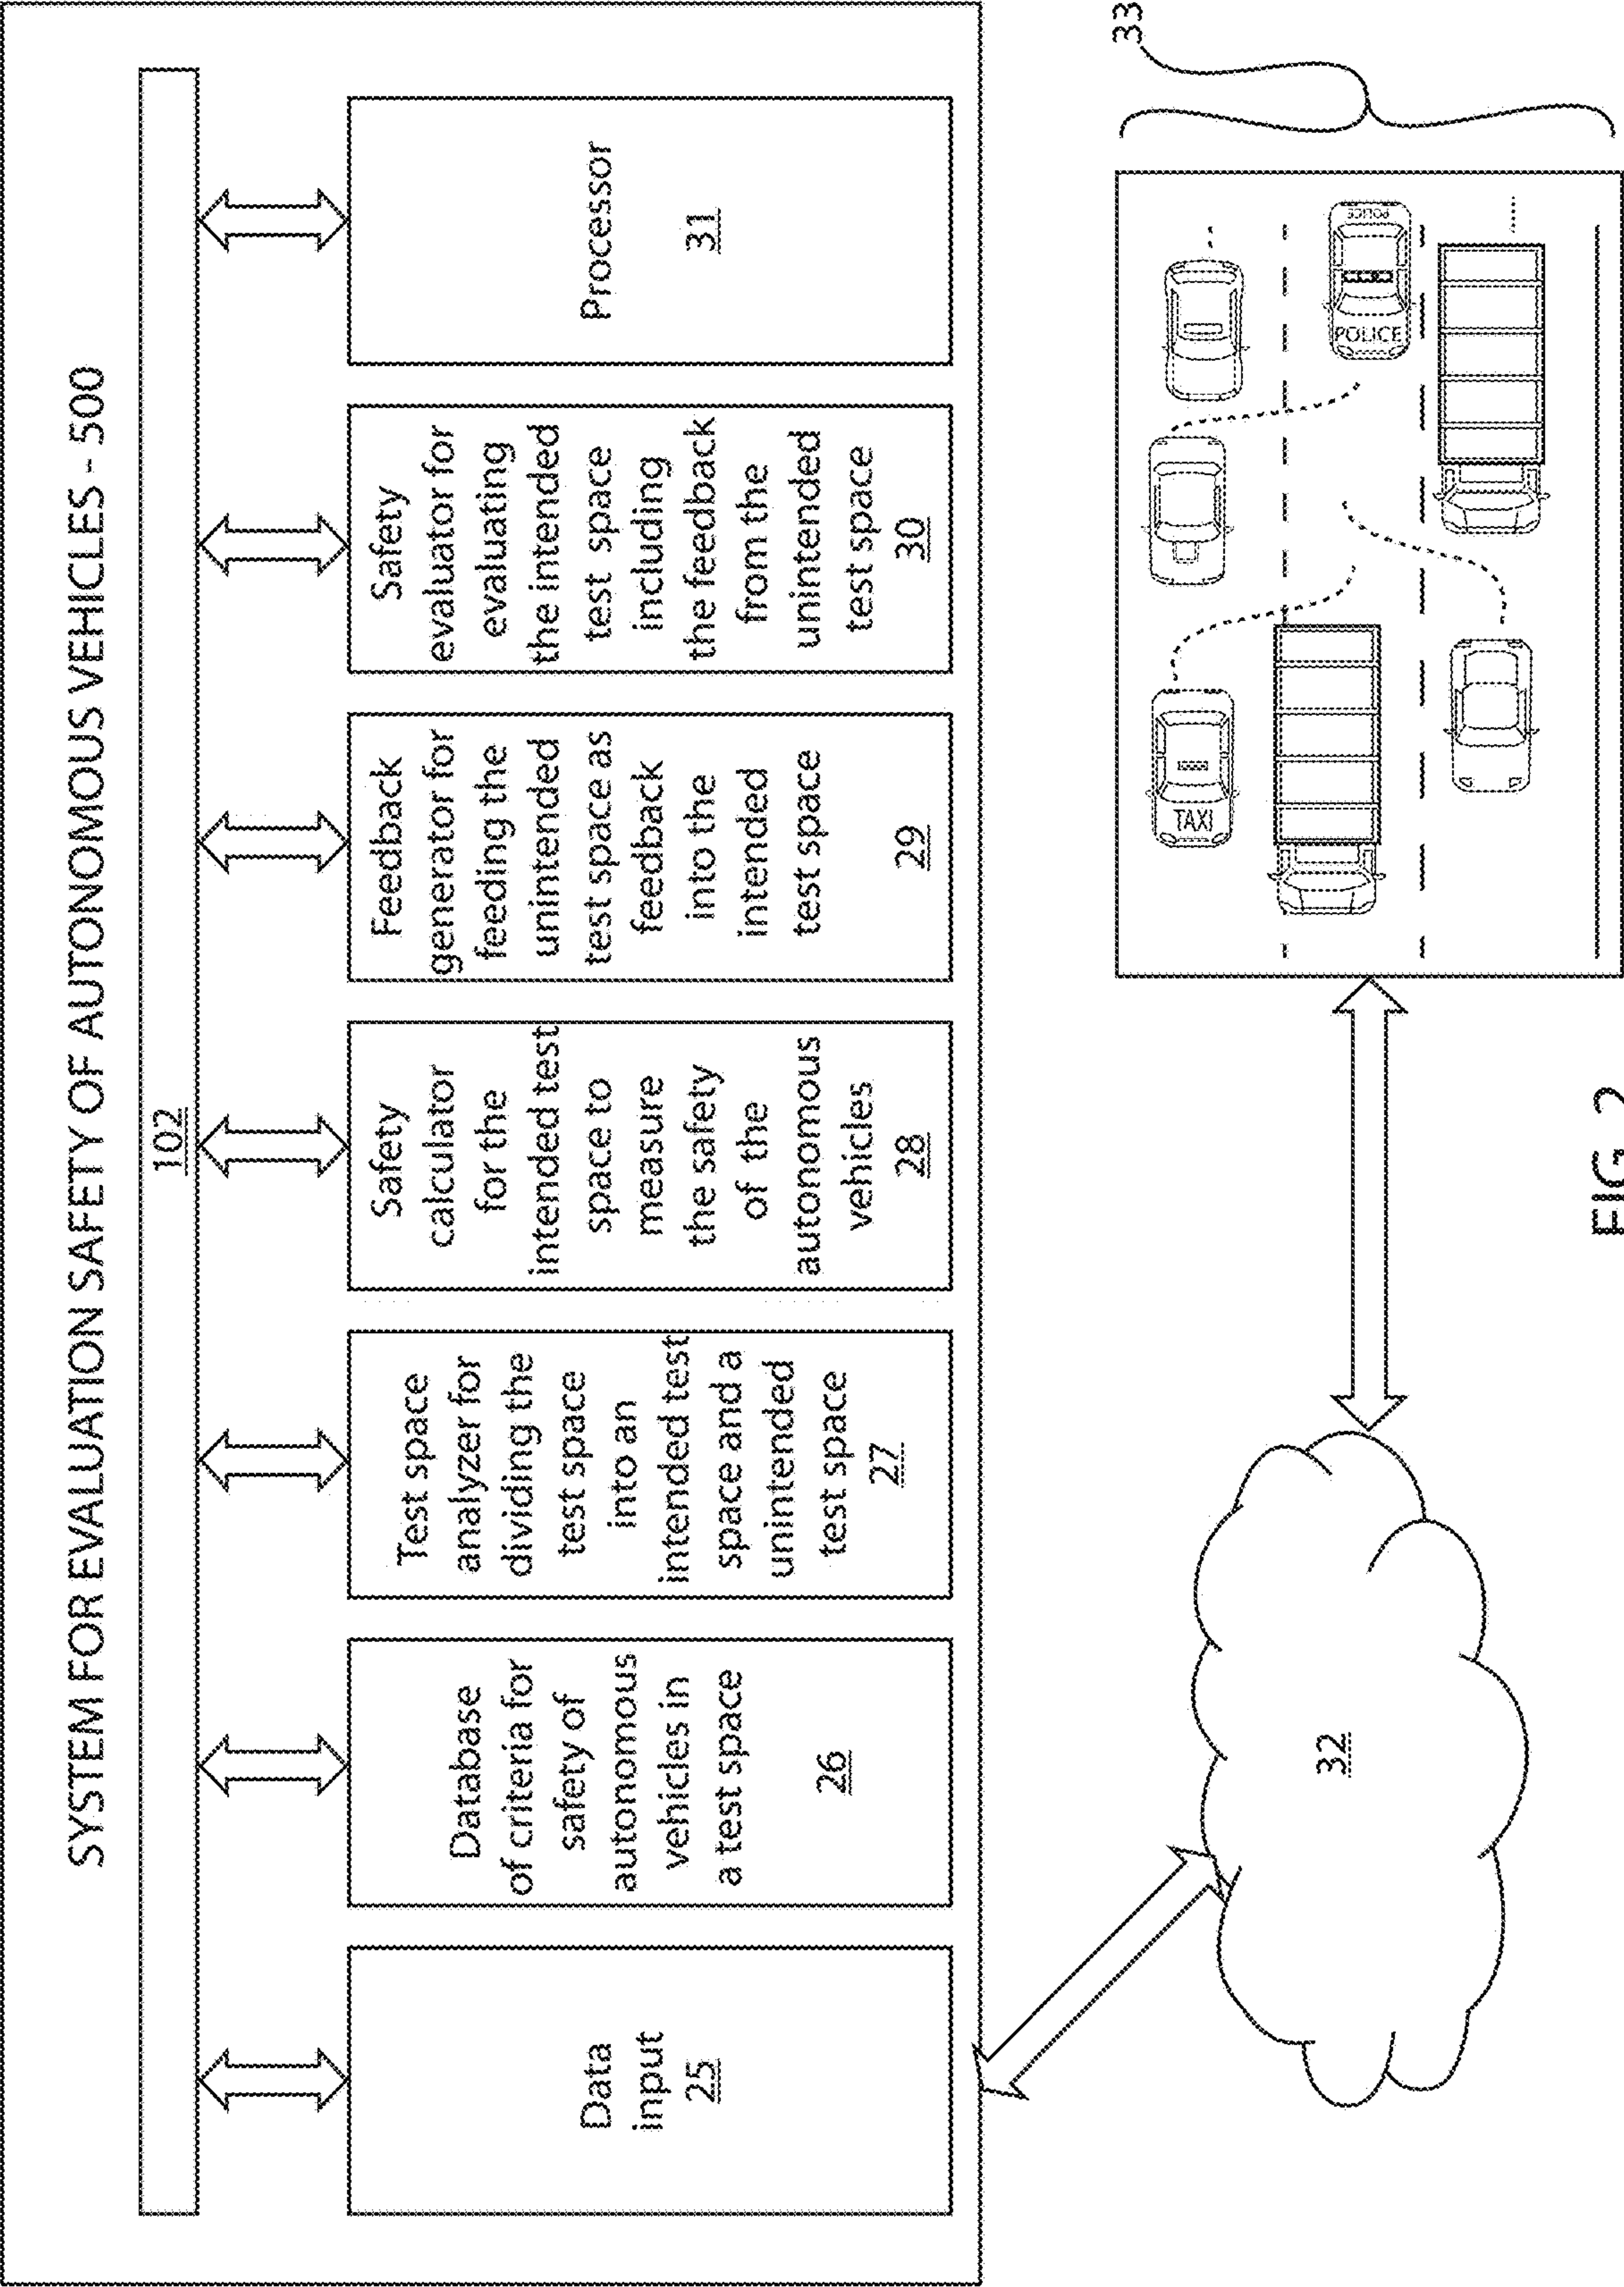 SYSTEM FOR EVALUATION SAFETY OF AUTONOMOUS VEHICLES - 500
102
Data
input
25
Database
of criteria for
safety of
autonomous
vehicles in
a test space
26
Test space
analyzer for
dividing the
test space
into an
intended test
space and a
unintended
test space
27
Safety
calculator
for the
intended test
space to
measure
the safety
of the
autonomous
vehicles
28
Feedback
generator for
feeding the
unintended
test space as
feedback
into the
intended
test space
29
Safety
evaluator for
evaluating
the intended
test space
including
the feedback
from the
unintended
test space
30
Processor
31
32
33
TAXI
POLICE
POLICE
FIG. 2